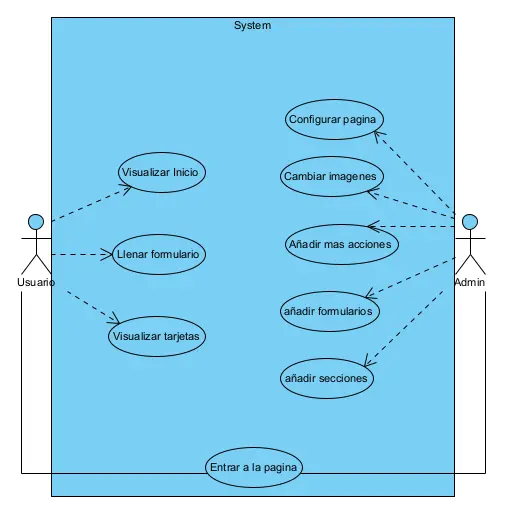 System
Configurar pagina
Visualizar Inicio
Cambiar imagenes
Añadir mas acciones
Llenar formulario
Usuario
Admin
añadir formularios
Visualizar tarjetas
añadir secciones
Entrar a la pagina